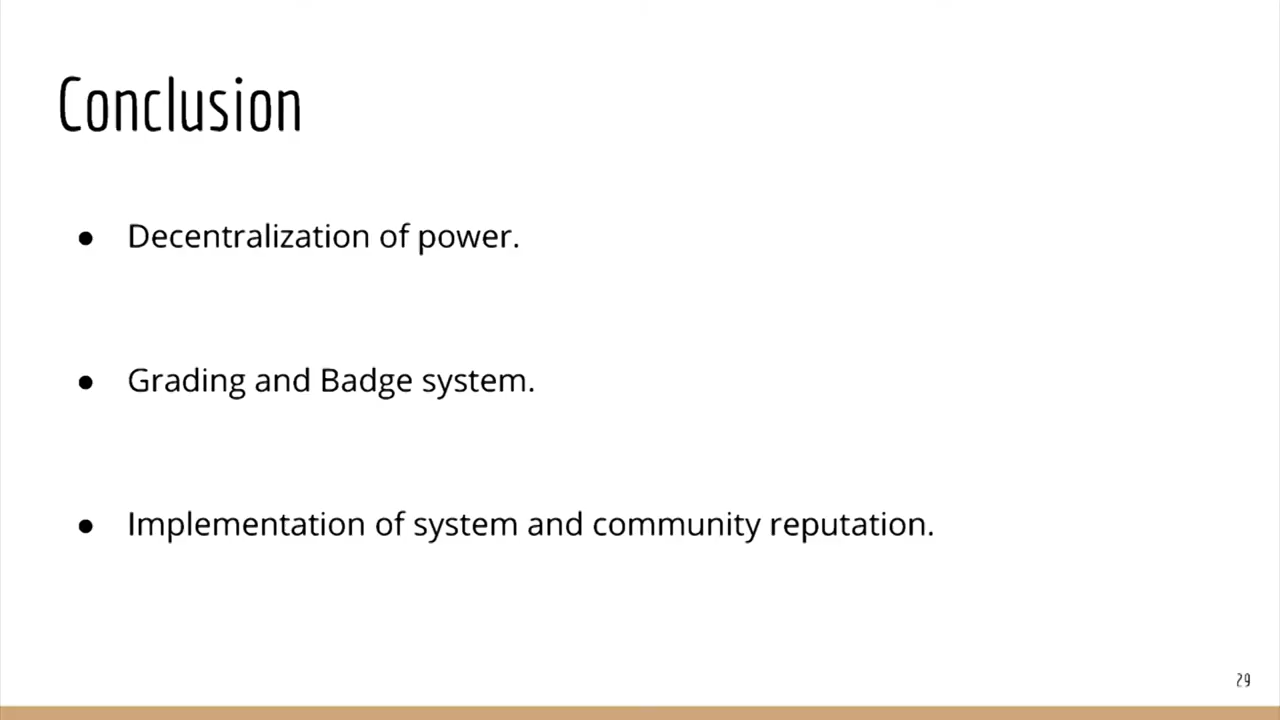 Conclusion
● Decentralization of power.
● Grading and Badge system.
● Implementation of system and community reputation.
29